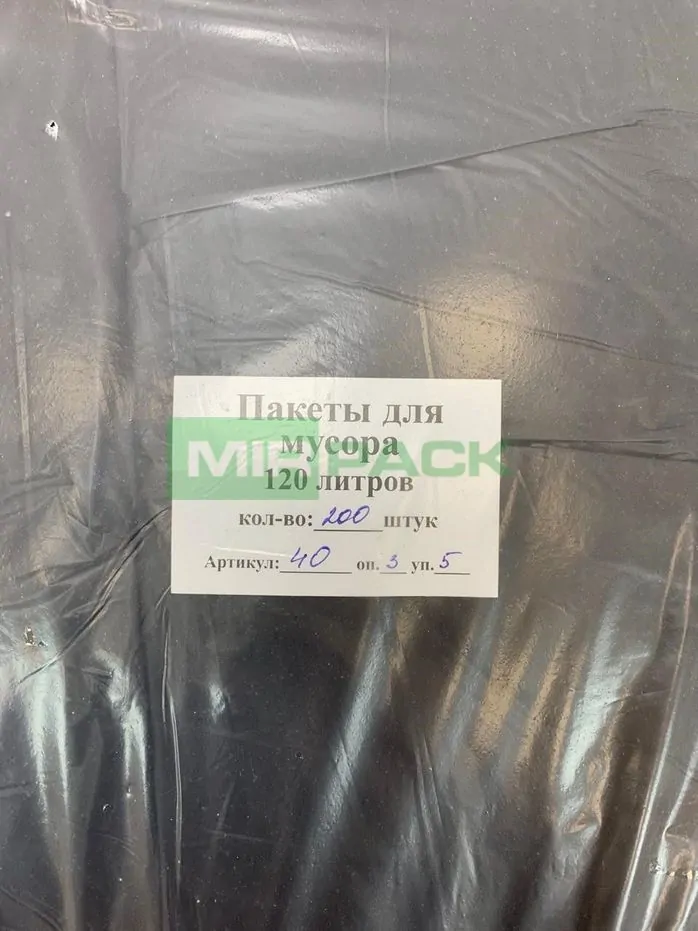 Пакеты для
мусора
MIRPACK
120 литров
кол-во: 200 штук
Артикул: 40 оп. 3 уп. 5